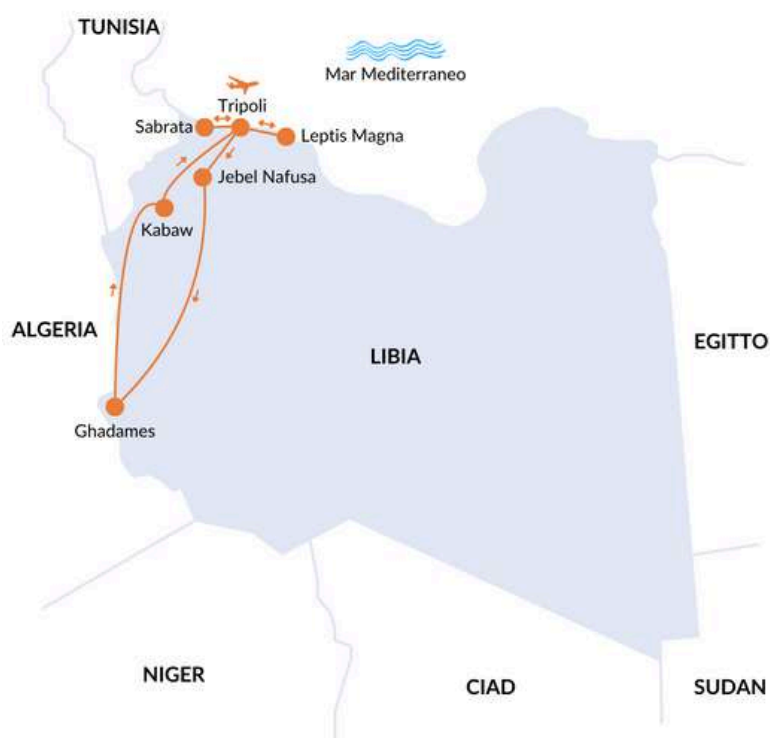 TUNISIA
Mar Mediterraneo
Tripoli
Sabrata
Leptis Magna
Jebel Nafusa
Kabaw
ALGERIA
LIBIA
EGITTO
Ghadames
NIGER
CIAD
SUDAN